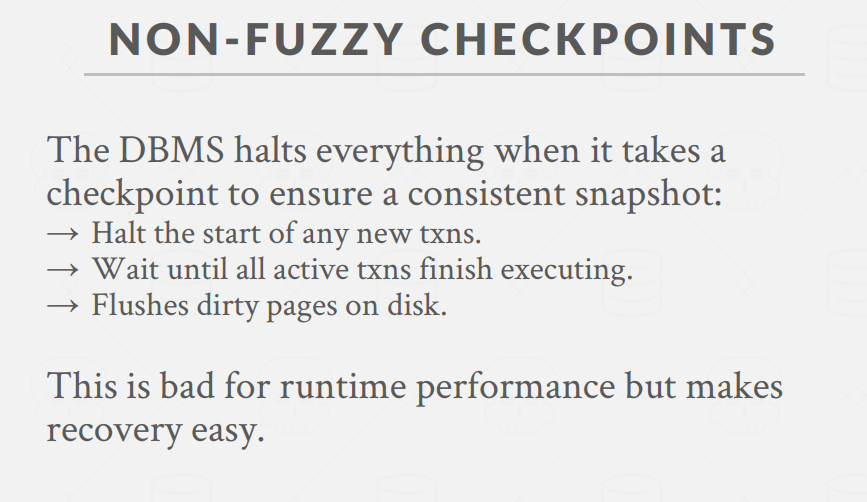 NON-FUZZY CHECKPOINTS
The DBMS halts everything when it takes a
checkpoint to ensure a consistent snapshot:
→ Halt the start of any new txns.
→ Wait until all active txns finish executing.
→ Flushes dirty pages on disk.
This is bad for runtime performance but makes
recovery easy.